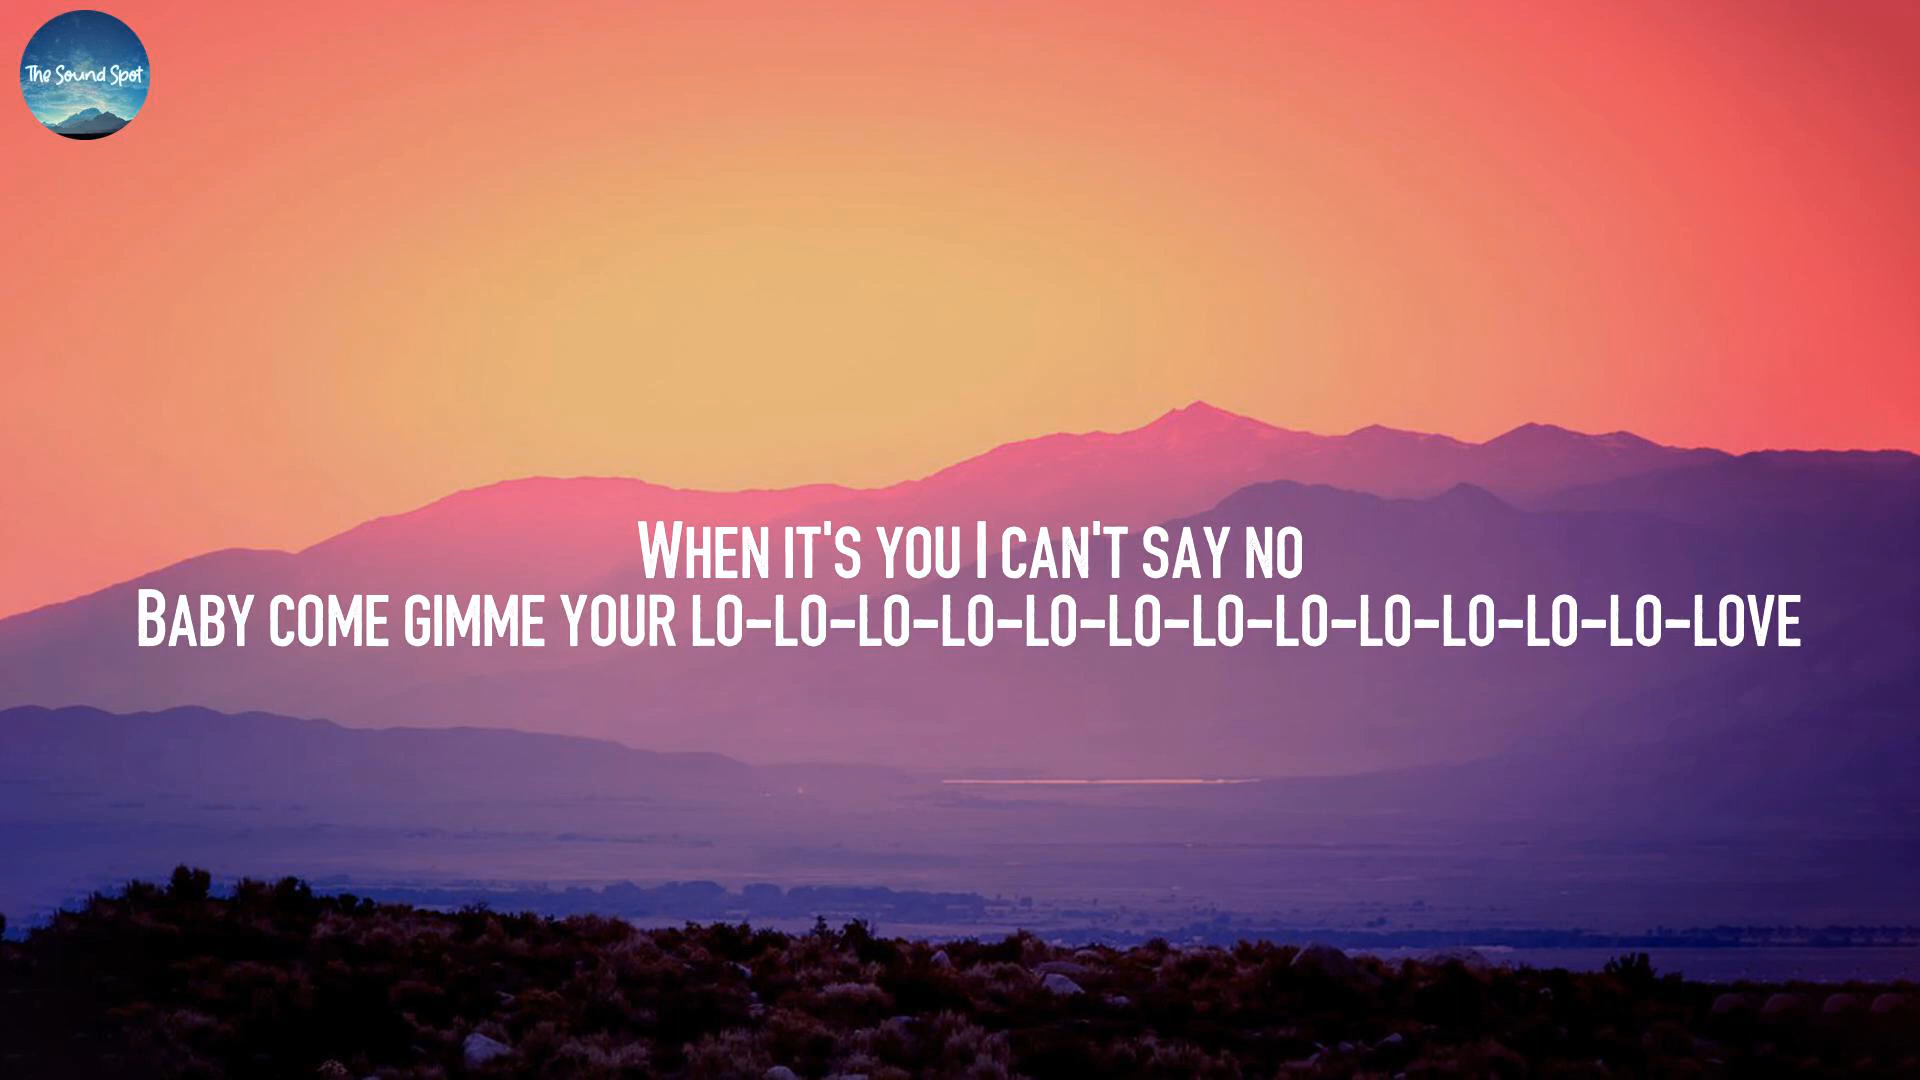 The Sound Spot
When it's you I can't say no
Baby come gimme your lo-lo-lo-lo-lo-lo-lo-lo-lo-lo-lo-lo-love